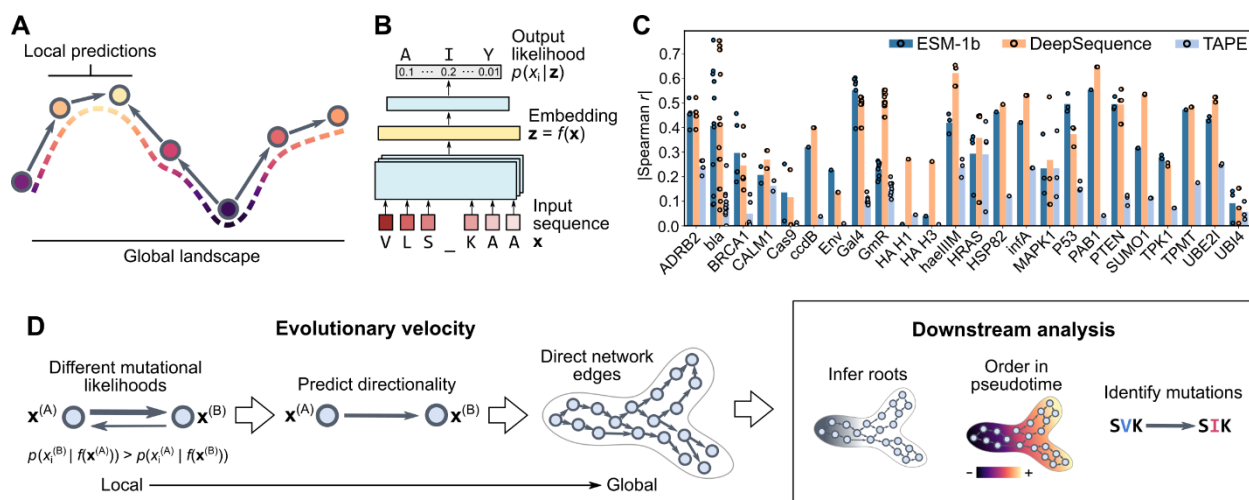 A
Local predictions
Global landscape
B
A I Y
0.1 ··· 0.2 ··· 0.01
Output
likelihood
p(xᵢ|z)
Embedding
z = f(x)
Input
sequence
V L S _ K A A x
C
ESM-1b DeepSequence TAPE
|Spearman r|
0.7
0.6
0.5
0.4
0.3
0.2
0.1
0.0
ADRB2
bla
BRCA1
CALM1
Cas9
ccdB
Env
Gal4
GmR
HA H1
HA H3
haeIIIM
HRAS
HSP82
infA
MAPK1
P53
PAB1
PTEN
SUMO1
TPK1
TPMT
UBE2I
UBI4
D
Evolutionary velocity
Different mutational
likelihoods
x⁽ᴬ⁾ x⁽ᴮ⁾
p(xᵢ⁽ᴮ⁾ | f(x⁽ᴬ⁾)) > p(xᵢ⁽ᴬ⁾ | f(x⁽ᴮ⁾))
Predict directionality
x⁽ᴬ⁾ x⁽ᴮ⁾
Direct network
edges
Local Global
Downstream analysis
Infer roots
Order in
pseudotime
– +
Identify mutations
SVK SIK